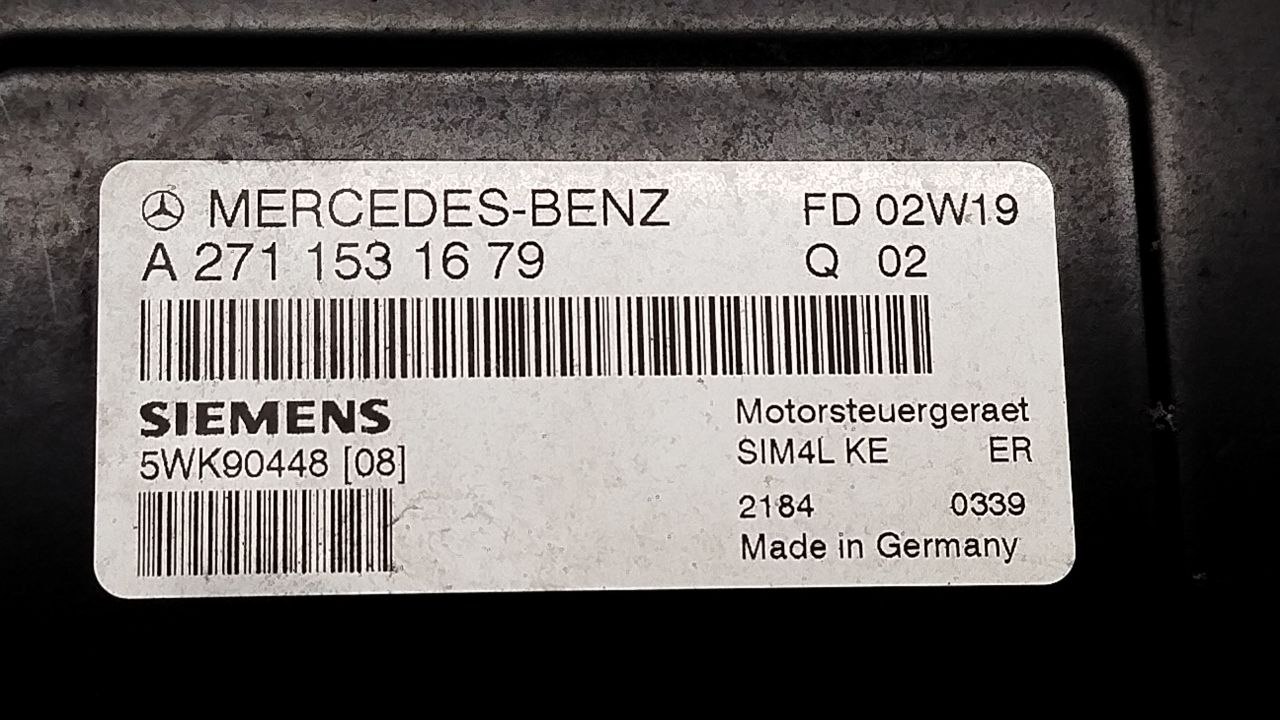 MERCEDES-BENZ FD 02W19
A 271 153 16 79 Q 02
SIEMENS
5WK90448 [08]
Motorsteuergeraet
SIM4L KE ER
2184 0339
Made in Germany